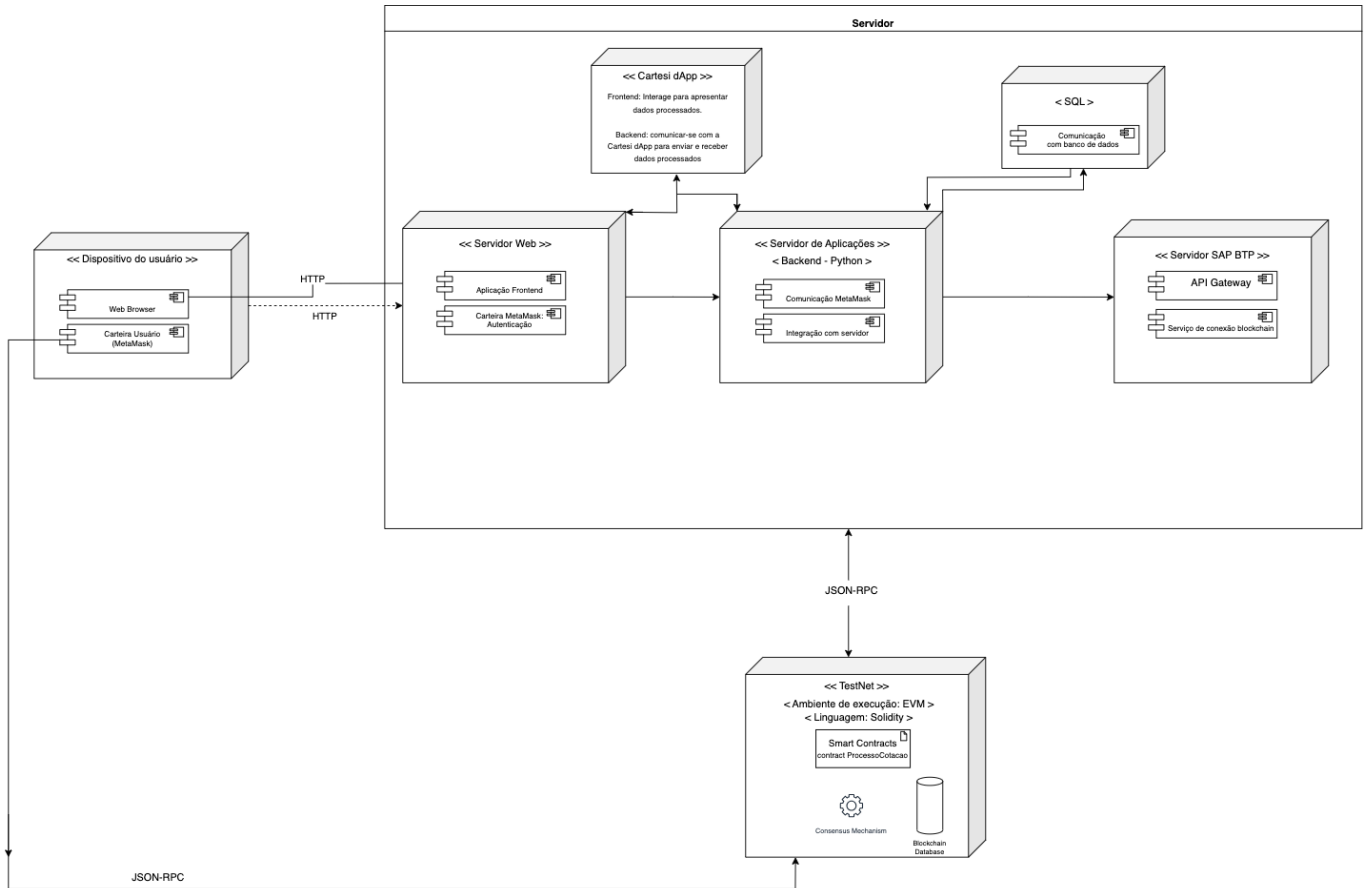 Servidor
<< Cartesi dApp >>
Frontend: Interage para apresentar
dados processados.
Backend: comunicar-se com a
Cartesi dApp para enviar e receber
dados processados
< SQL >
Comunicação
com banco de dados
<< Dispositivo do usuário >>
Web Browser
Carteira Usuário
(MetaMask)
HTTP
HTTP
<< Servidor Web >>
Aplicação Frontend
Carteira MetaMask:
Autenticação
<< Servidor de Aplicações >>
< Backend - Python >
Comunicação MetaMask
Integração com servidor
<< Servidor SAP BTP >>
API Gateway
Serviço de conexão blockchain
JSON-RPC
<< TestNet >>
< Ambiente de execução: EVM >
< Linguagem: Solidity >
Smart Contracts
contract ProcessoCotacao
Consensus Mechanism
Blockchain
Database
JSON-RPC